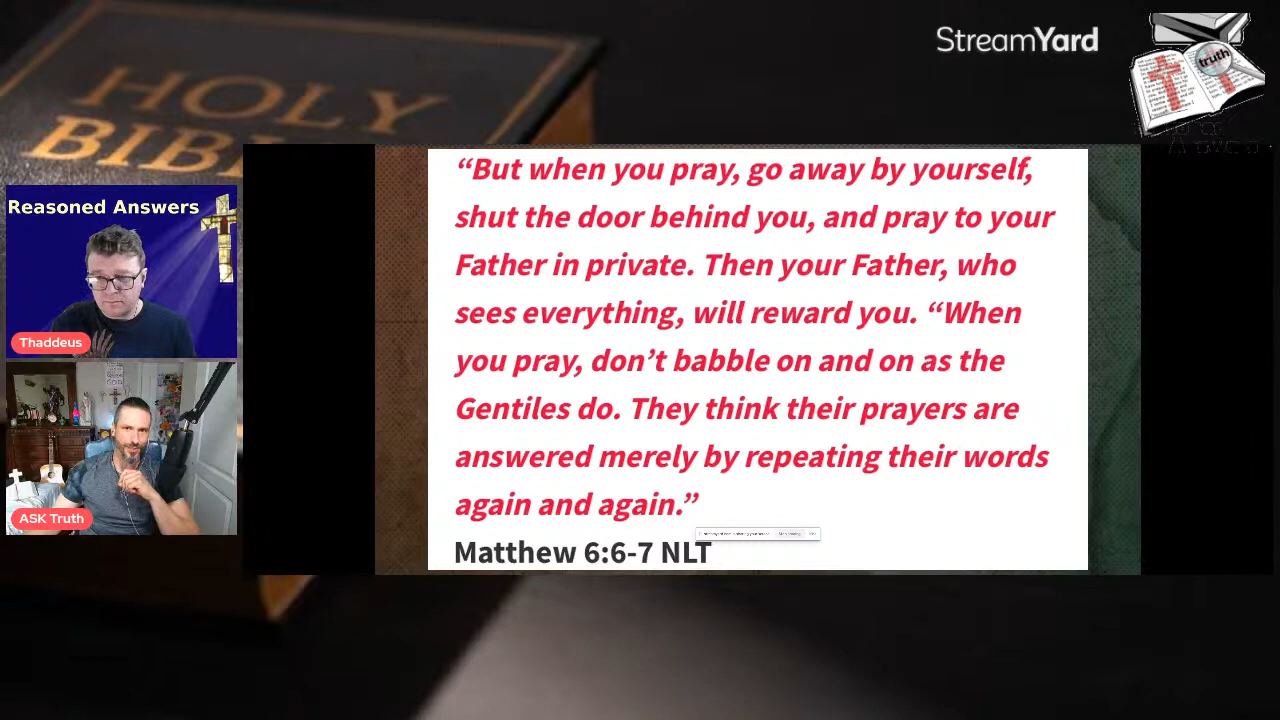 HOLY
BIB
StreamYard
truth
Reasoned Answers
Thaddeus
ASK Truth
“But when you pray, go away by yourself,
shut the door behind you, and pray to your
Father in private. Then your Father, who
sees everything, will reward you. “When
you pray, don’t babble on and on as the
Gentiles do. They think their prayers are
answered merely by repeating their words
again and again.”
Matthew 6:6-7 NLT